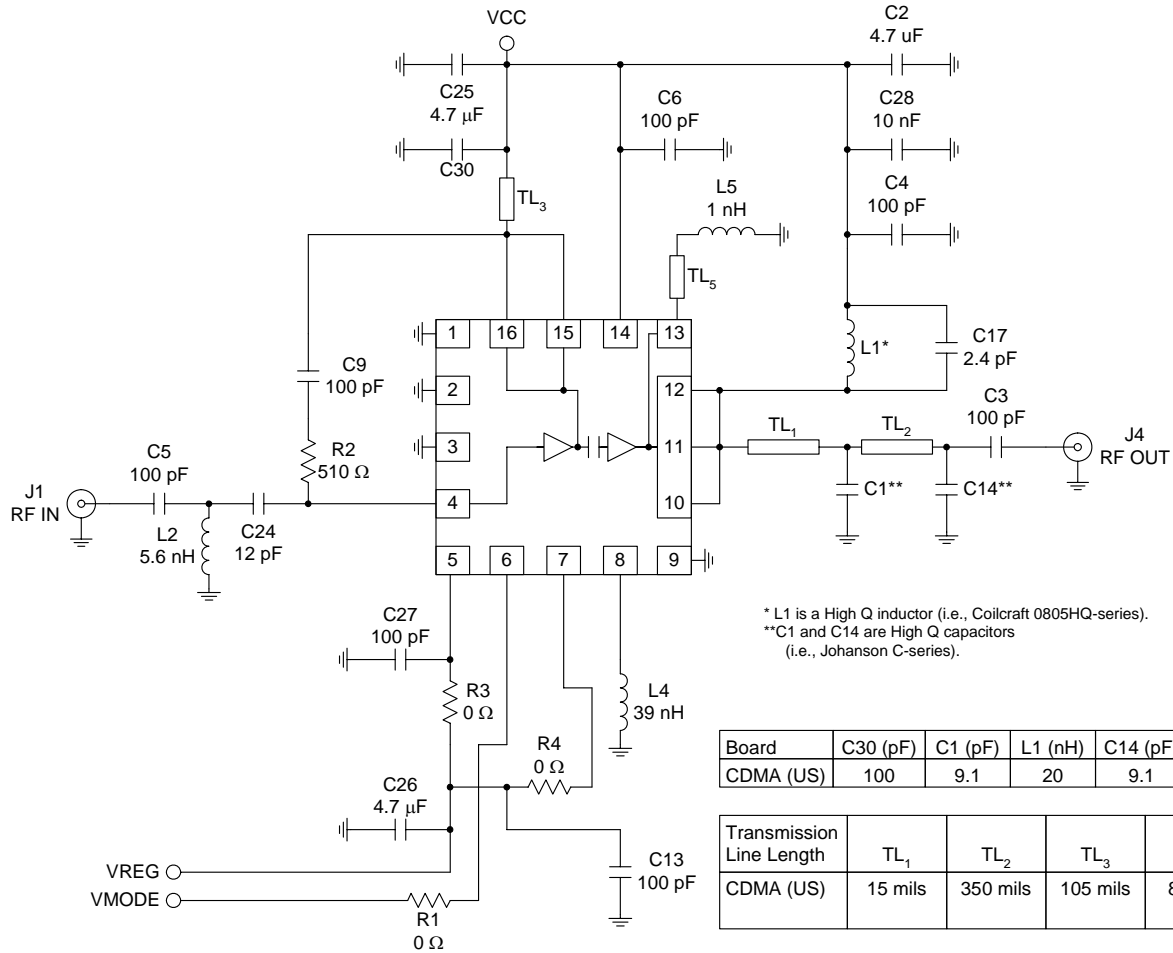 VCC
C2
4.7 uF
C25
4.7 μF
C6
100 pF
C28
10 nF
C30
TL3
L5
1 nH
C4
100 pF
TL5
1
16
15
14
13
L1*
C17
2.4 pF
C9
100 pF
2
12
C3
100 pF
R2
510 Ω
3
11
TL1
TL2
J4
RF OUT
C5
100 pF
J1
RF IN
4
10
C1**
C14**
L2
5.6 nH
C24
12 pF
5
6
7
8
9
* L1 is a High Q inductor (i.e., Coilcraft 0805HQ-series).
**C1 and C14 are High Q capacitors
(i.e., Johanson C-series).
C27
100 pF
R3
0 Ω
L4
39 nH
R4
0 Ω
C26
4.7 μF
C13
100 pF
VREG
VMODE
R1
0 Ω
Board C30 (pF) C1 (pF) L1 (nH) C14 (pF
CDMA (US) 100 9.1 20 9.1
Transmission
Line Length TL1 TL2 TL3
CDMA (US) 15 mils 350 mils 105 mils